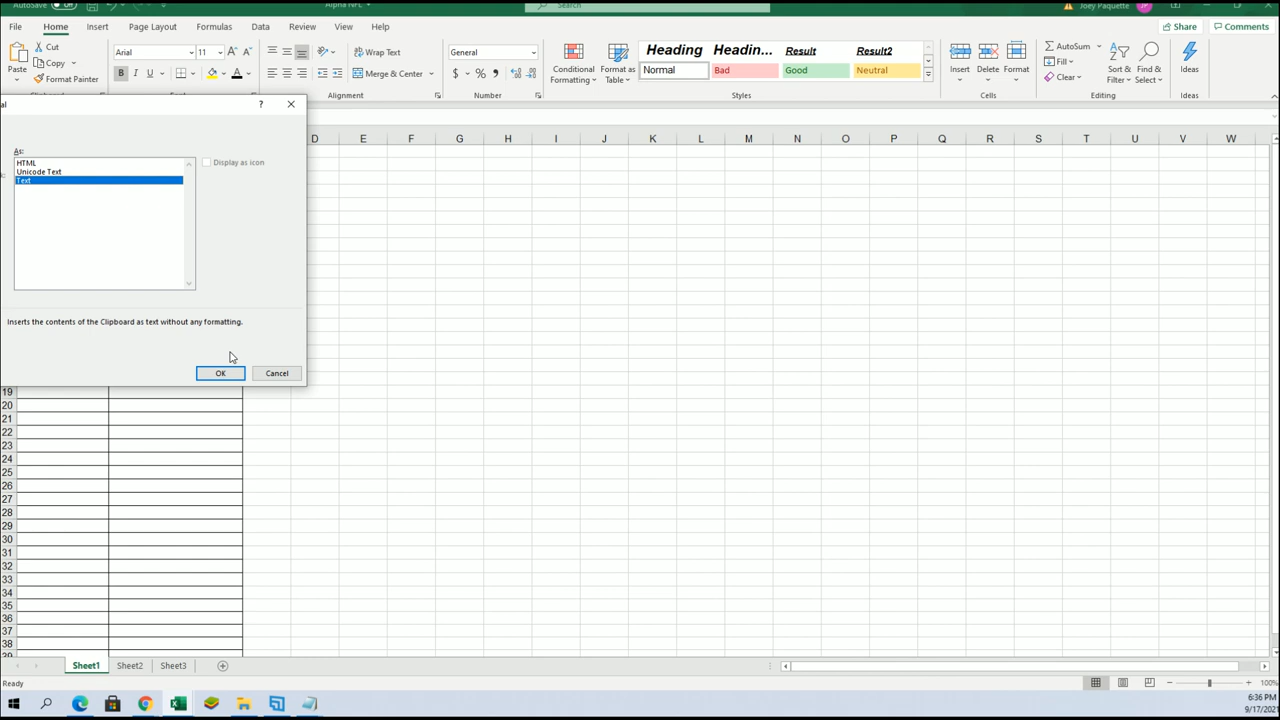 AutoSave Off Alpha NFL Search Joey Paquette JP
File Home Insert Page Layout Formulas Data Review View Help Share Comments
Paste Cut Copy Format Painter
Arial 11 A A Wrap Text General Heading Headin... Result Result2
B I U A Merge & Center $ % Normal Bad Good Neutral
Conditional Formatting Format as Table Insert Delete Format AutoSum Fill Clear Sort & Filter Find & Select Ideas
Alignment Number Styles Cells Editing Ideas
al ? ×
D E F G H I J K L M N O P Q R S T U V W
As:
HTML
Unicode Text
Text
Display as icon
Inserts the contents of the Clipboard as text without any formatting.
OK Cancel
19
20
21
22
23
24
25
26
27
28
29
30
31
32
33
34
35
36
37
38
39
Sheet1 Sheet2 Sheet3
Ready 100%
6:36 PM